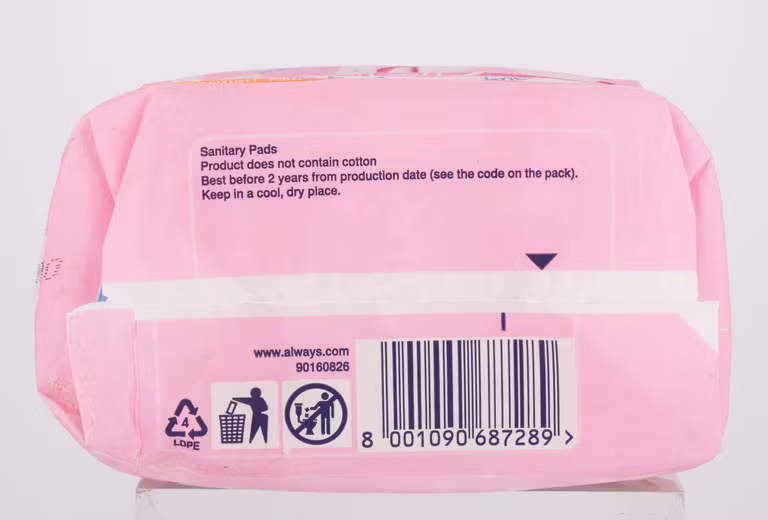 Sanitary Pads
Product does not contain cotton
Best before 2 years from production date (see the code on the pack).
Keep in a cool, dry place.
www.always.com
90160826
4
LDPE
8 001090 687289 >